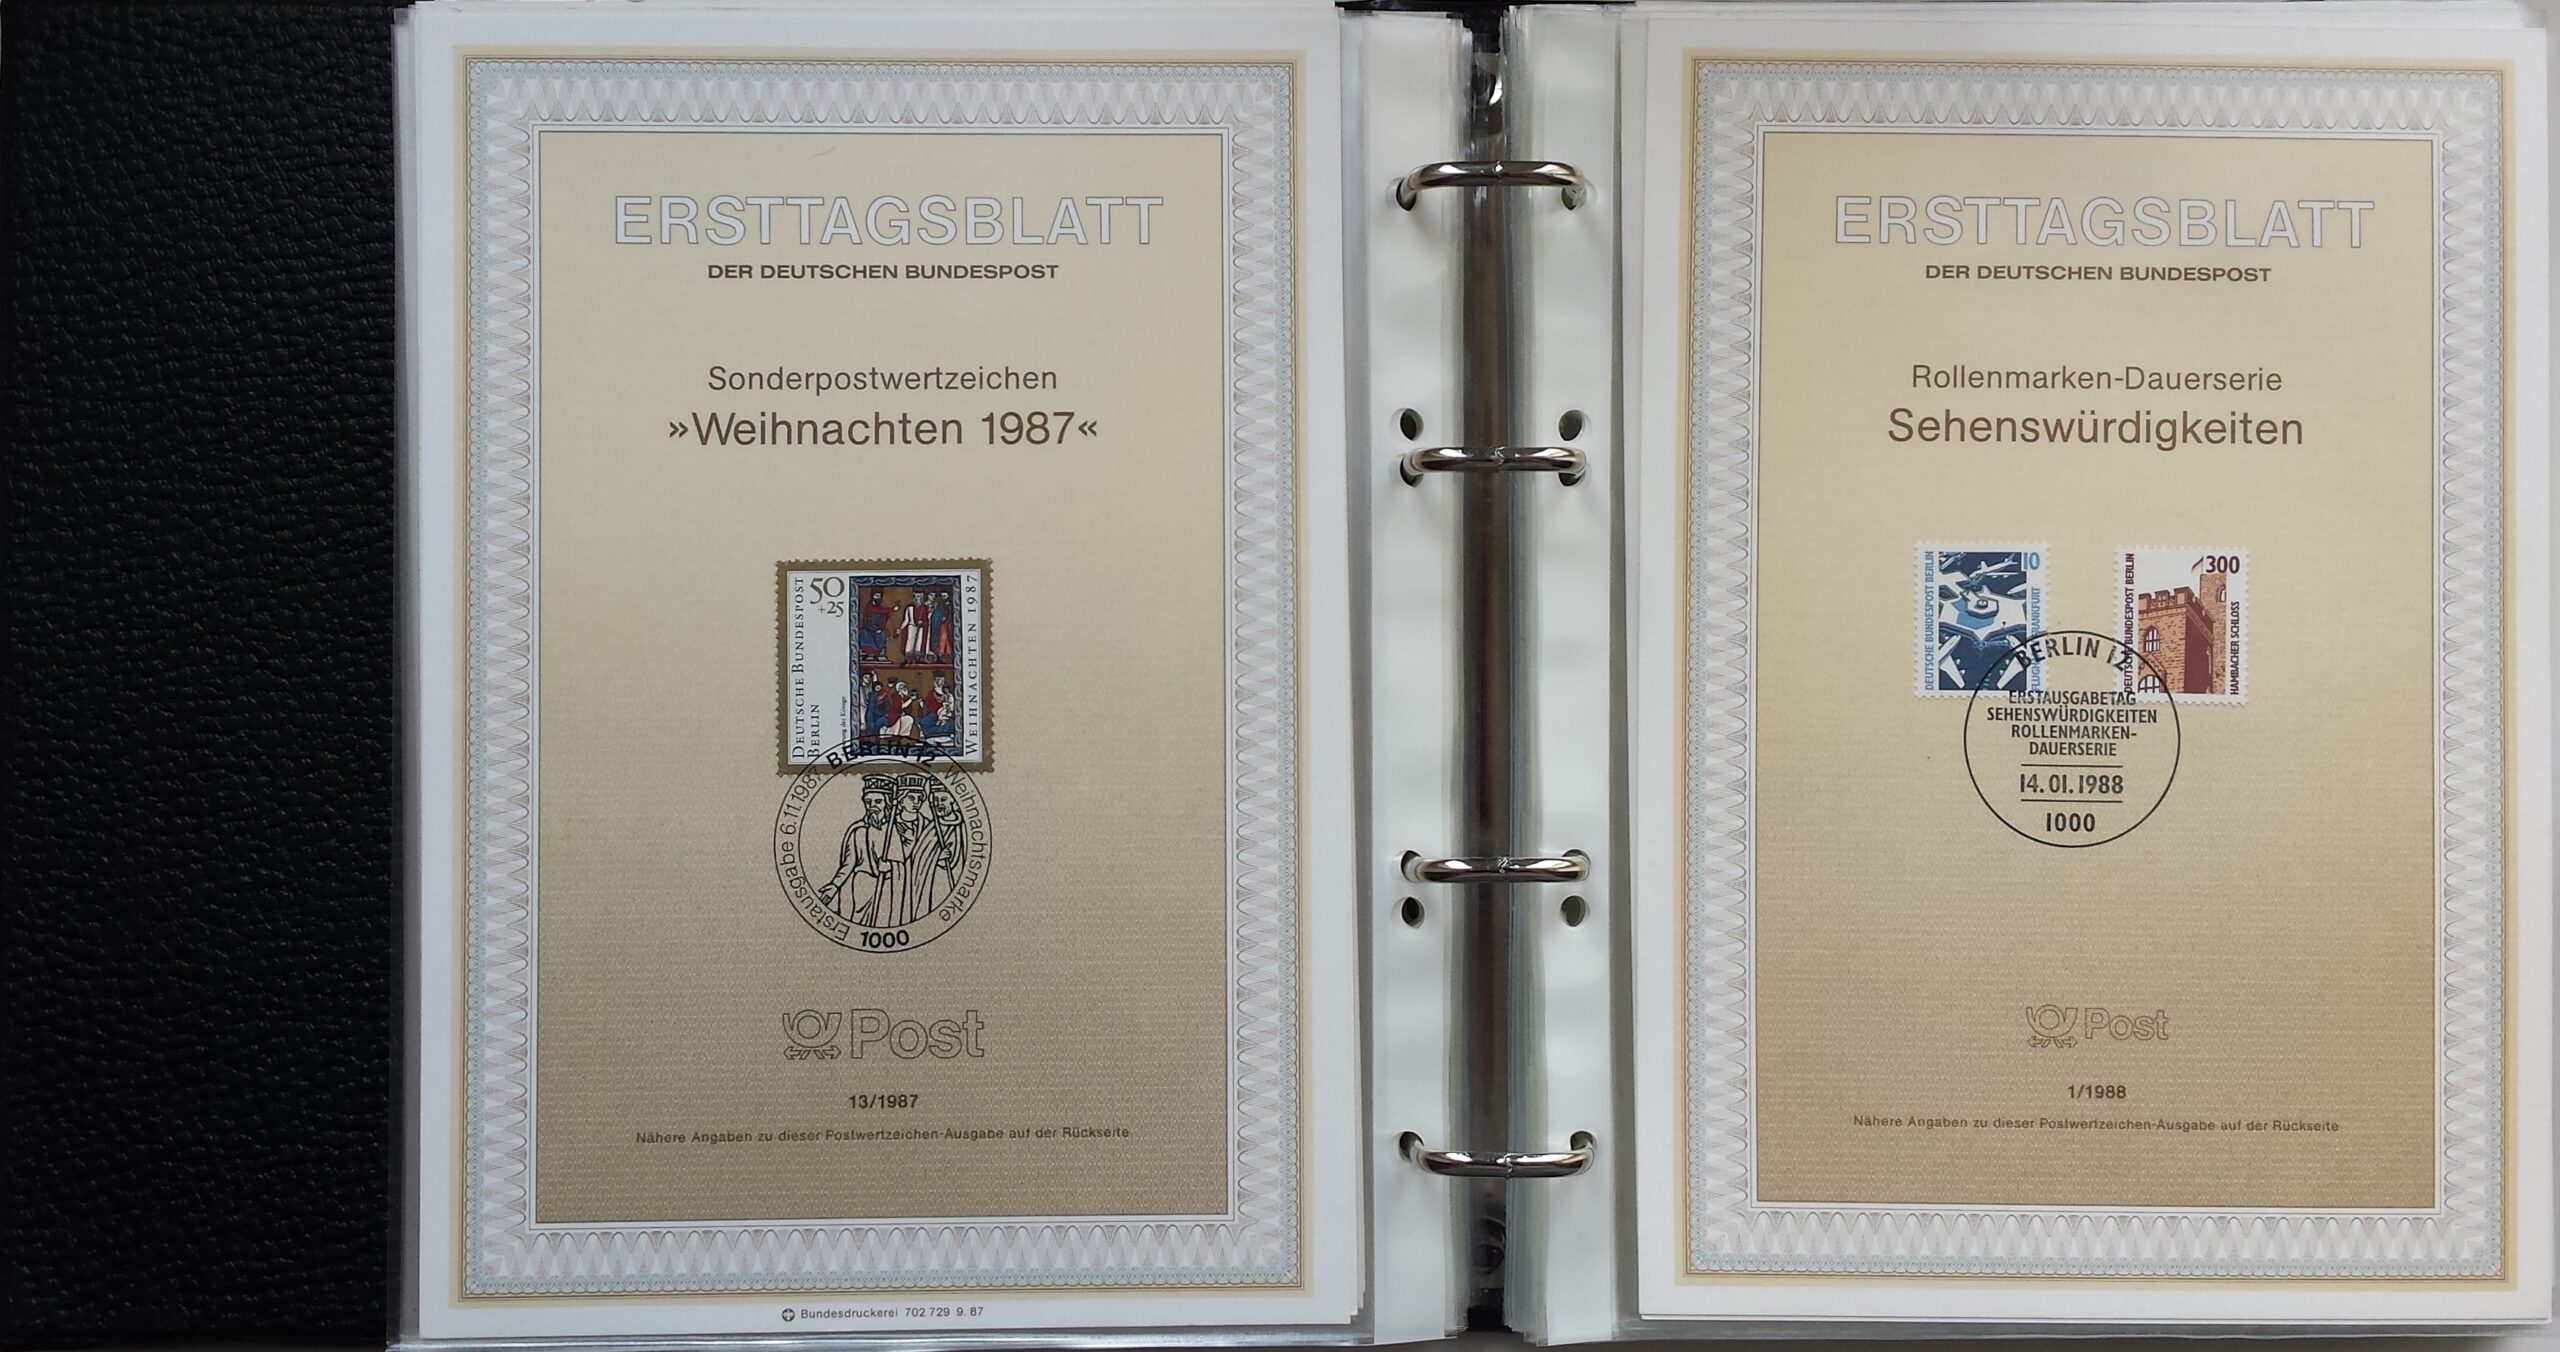 ERSTTAGSBLATT
DER DEUTSCHEN BUNDESPOST
Sonderpostwertzeichen
»Weihnachten 1987«
50
+25
DEUTSCHE BUNDESPOST
BERLIN
WEIHNACHTEN 1987
BERLIN 12
Erstausgabe 6.11.1987
Weihnachtsmarke
1000
Post
13/1987
Nähere Angaben zu dieser Postwertzeichen-Ausgabe auf der Rückseite
Bundesdruckerei 702 729 9. 87
ERSTTAGSBLATT
DER DEUTSCHEN BUNDESPOST
Rollenmarken-Dauerserie
Sehenswürdigkeiten
10
DEUTSCHE BUNDESPOST BERLIN
FRANKFURT
300
DEUTSCHE BUNDESPOST BERLIN
HAMBACHER SCHLOSS
BERLIN 12
ERSTAUSGABETAG
SEHENSWÜRDIGKEITEN
ROLLENMARKEN-
DAUERSERIE
14.01.1988
1000
Post
1/1988
Nähere Angaben zu dieser Postwertzeichen-Ausgabe auf der Rückseite